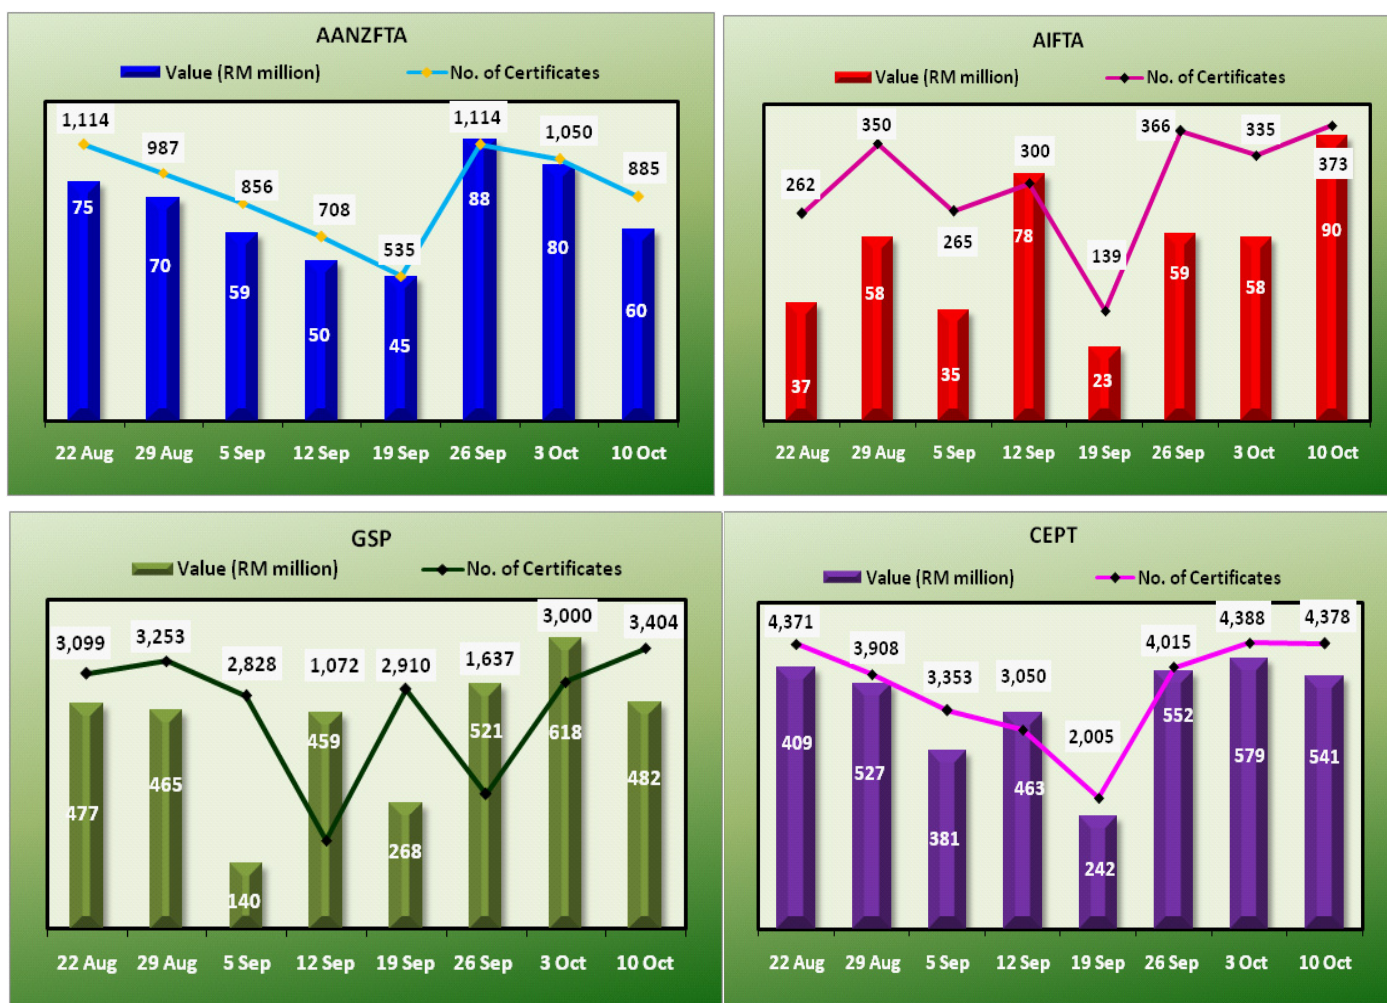 AANZFTA
Value (RM million) No. of Certificates
1,114 987 856 708 535 1,114 1,050 885
75 70 59 50 45 88 80 60
22 Aug 29 Aug 5 Sep 12 Sep 19 Sep 26 Sep 3 Oct 10 Oct
AIFTA
Value (RM million) No. of Certificates
262 350 265 300 139 366 335 373
37 58 35 78 23 59 58 90
22 Aug 29 Aug 5 Sep 12 Sep 19 Sep 26 Sep 3 Oct 10 Oct
GSP
Value (RM million) No. of Certificates
3,099 3,253 2,828 1,072 2,910 1,637 3,000 3,404
477 465 140 459 268 521 618 482
22 Aug 29 Aug 5 Sep 12 Sep 19 Sep 26 Sep 3 Oct 10 Oct
CEPT
Value (RM million) No. of Certificates
4,371 3,908 3,353 3,050 2,005 4,015 4,388 4,378
409 527 381 463 242 552 579 541
22 Aug 29 Aug 5 Sep 12 Sep 19 Sep 26 Sep 3 Oct 10 Oct